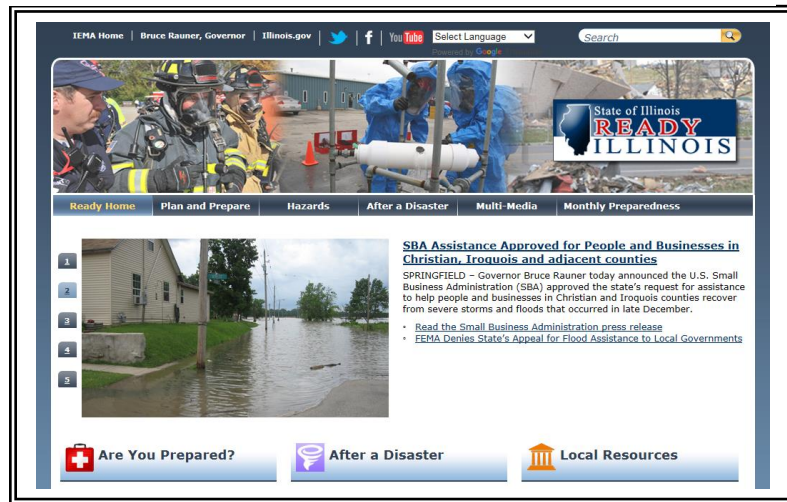 IEMA Home | Bruce Rauner, Governor | Illinois.gov | f | You Tube Select Language Search
Powered by Google
State of Illinois
READY
ILLINOIS
Ready Home Plan and Prepare Hazards After a Disaster Multi-Media Monthly Preparedness
SBA Assistance Approved for People and Businesses in
Christian, Iroquois and adjacent counties
SPRINGFIELD – Governor Bruce Rauner today announced the U.S. Small
Business Administration (SBA) approved the state's request for assistance
to help people and businesses in Christian and Iroquois counties recover
from severe storms and floods that occurred in late December.
Read the Small Business Administration press release
FEMA Denies State's Appeal for Flood Assistance to Local Governments
1
2
3
4
5
Are You Prepared? After a Disaster Local Resources